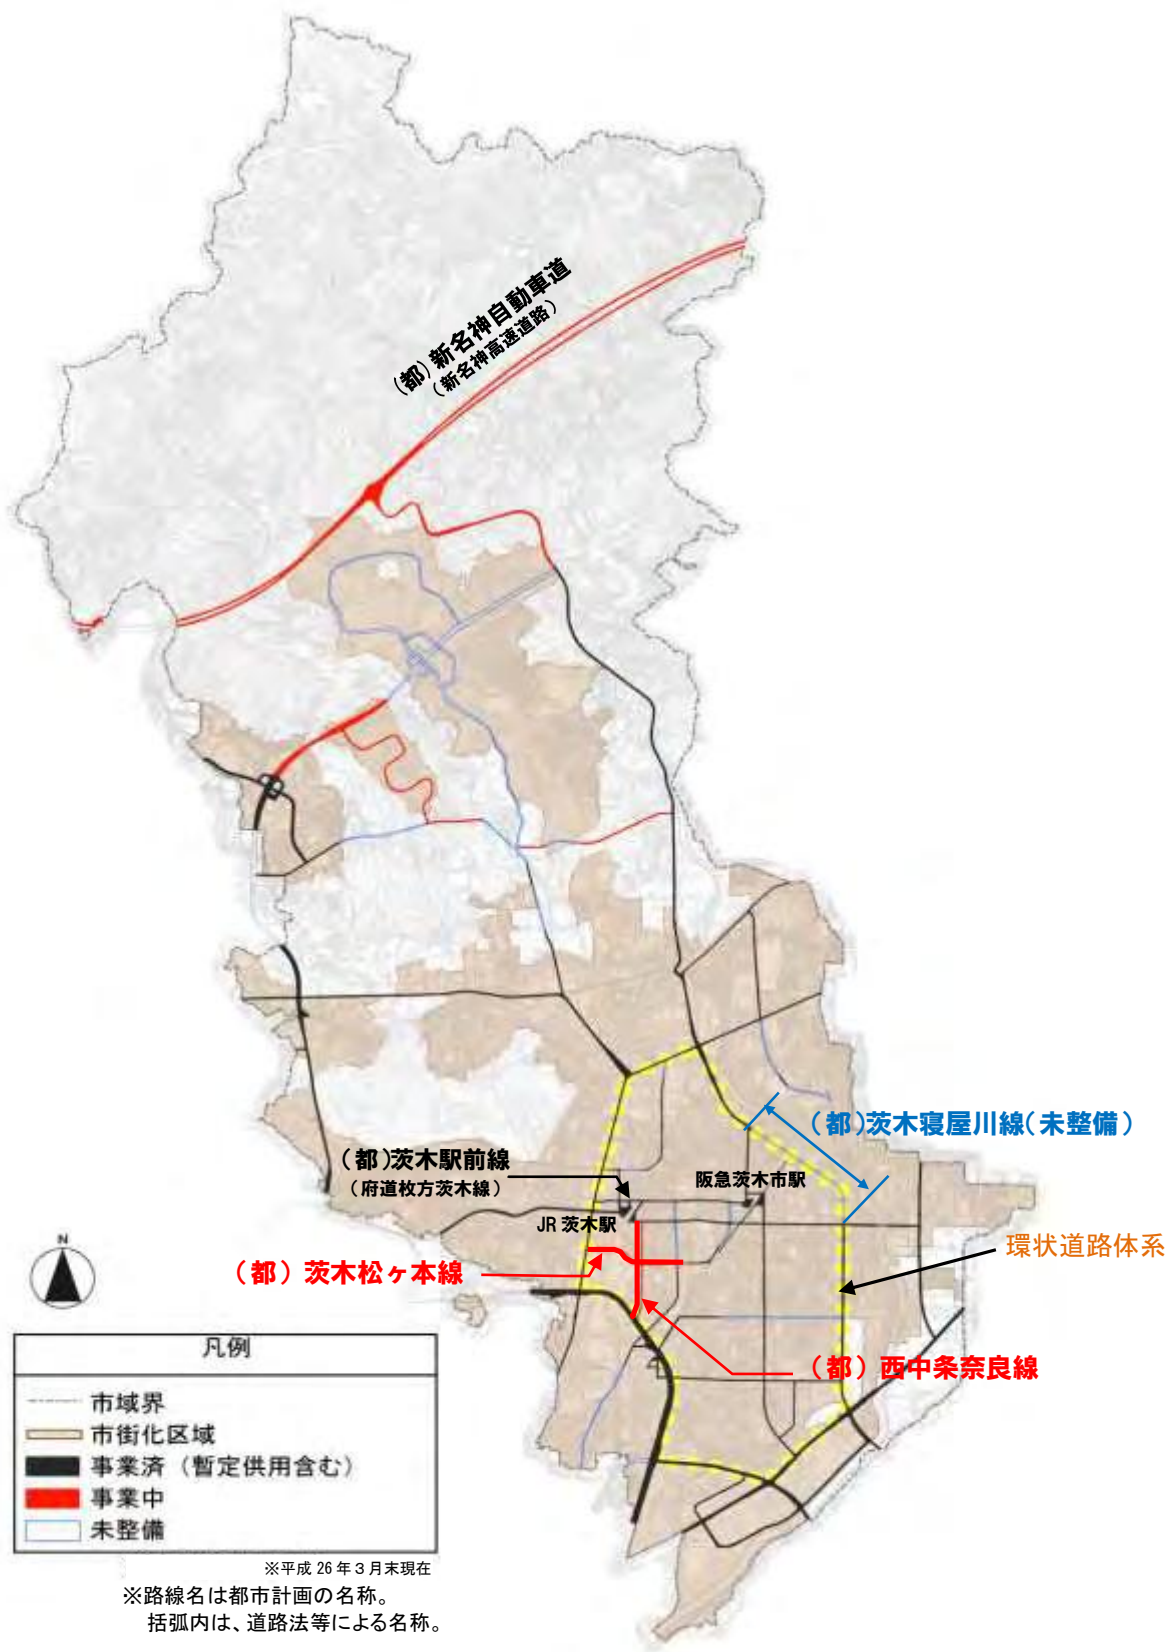 (都)新名神自動車道
(新名神高速道路)
(都)茨木寝屋川線(未整備)
(都)茨木駅前線
(府道枚方茨木線)
阪急茨木市駅
JR 茨木駅
環状道路体系
(都)茨木松ヶ本線
(都)西中条奈良線
N
凡例
市域界
市街化区域
事業済(暫定供用含む)
事業中
未整備
※平成 26 年3月末現在
※路線名は都市計画の名称。
括弧内は、道路法等による名称。